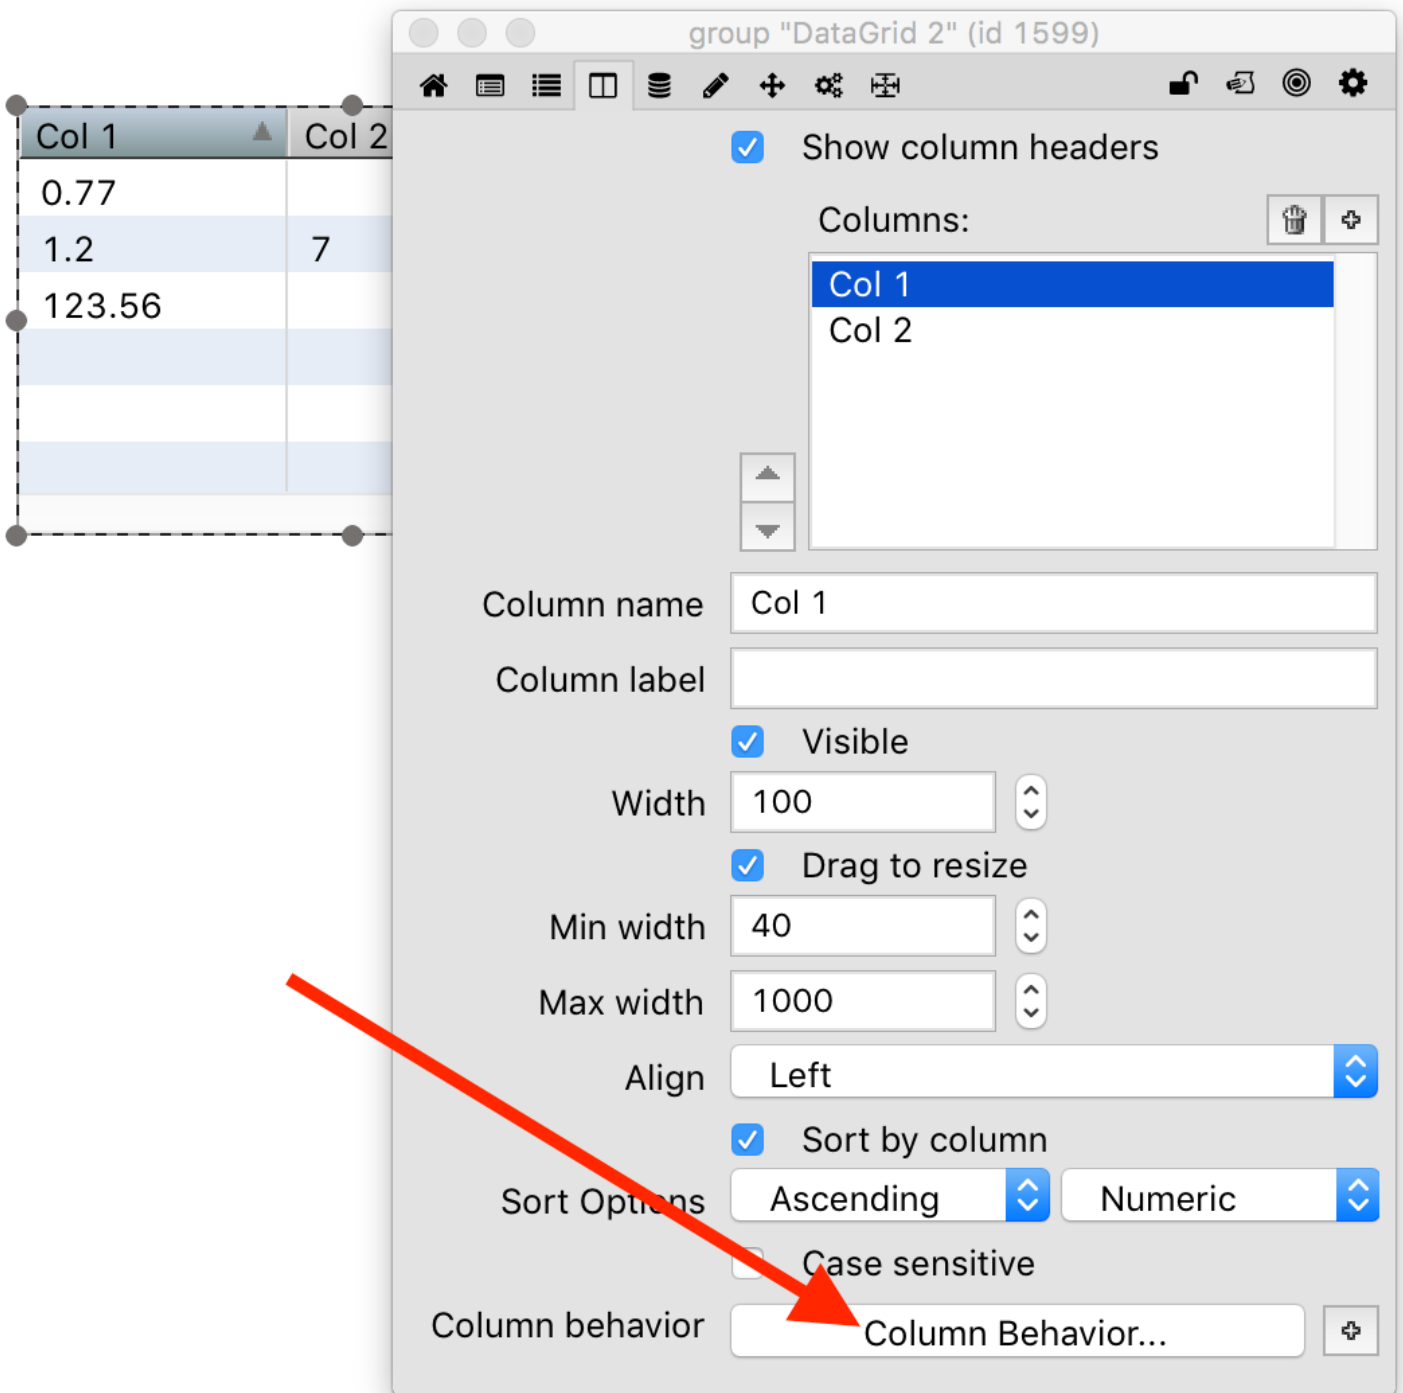 group "DataGrid 2" (id 1599)
Col 1 Col 2
0.77
1.2 7
123.56
Show column headers
Columns:
Col 1
Col 2
Column name Col 1
Column label
Visible
Width 100
Drag to resize
Min width 40
Max width 1000
Align Left
Sort by column
Sort Options Ascending Numeric
Case sensitive
Column behavior Column Behavior...